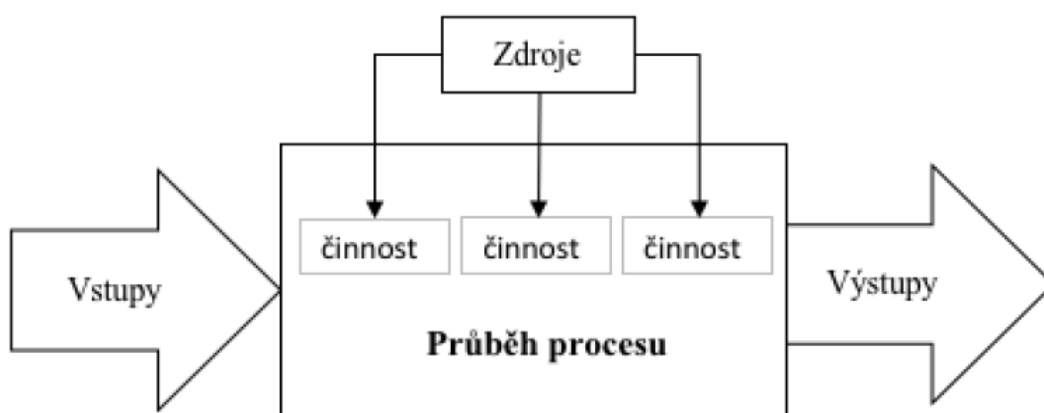 Zdroje
činnost
činnost
činnost
Vstupy
Výstupy
Průběh procesu